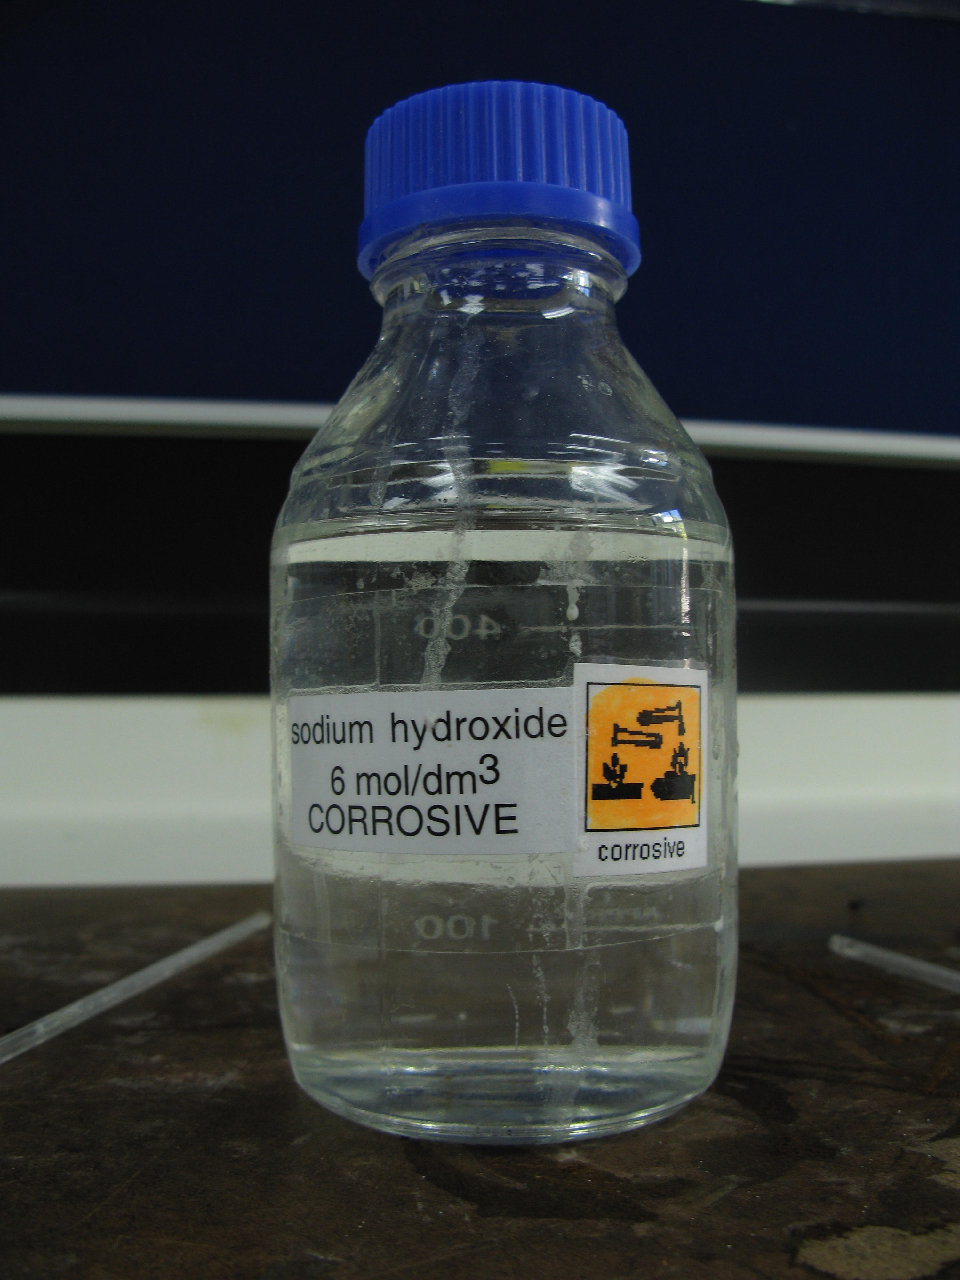 400
sodium hydroxide
6 mol/dm³
CORROSIVE
corrosive
100